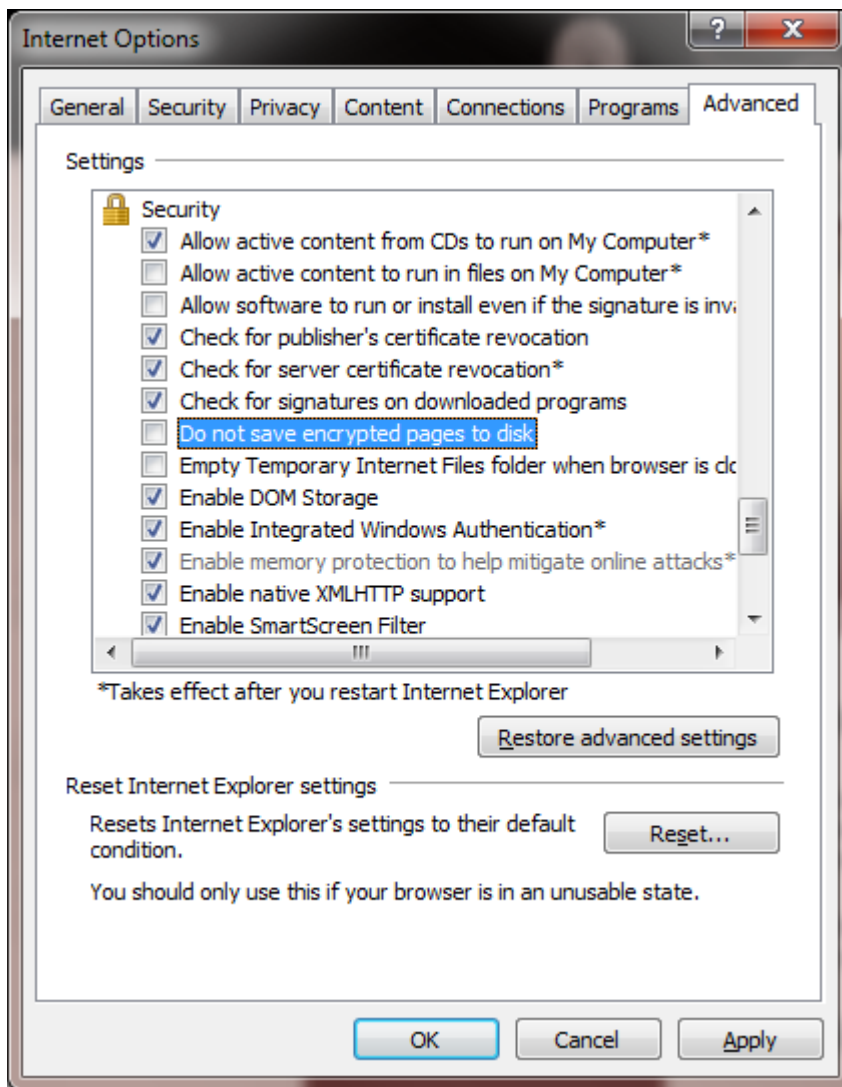 Internet Options
General Security Privacy Content Connections Programs Advanced
Settings
Security
Allow active content from CDs to run on My Computer*
Allow active content to run in files on My Computer*
Allow software to run or install even if the signature is inva
Check for publisher's certificate revocation
Check for server certificate revocation*
Check for signatures on downloaded programs
Do not save encrypted pages to disk
Empty Temporary Internet Files folder when browser is clo
Enable DOM Storage
Enable Integrated Windows Authentication*
Enable memory protection to help mitigate online attacks*
Enable native XMLHTTP support
Enable SmartScreen Filter
*Takes effect after you restart Internet Explorer
Restore advanced settings
Reset Internet Explorer settings
Resets Internet Explorer's settings to their default
condition.
Reset...
You should only use this if your browser is in an unusable state.
OK Cancel Apply